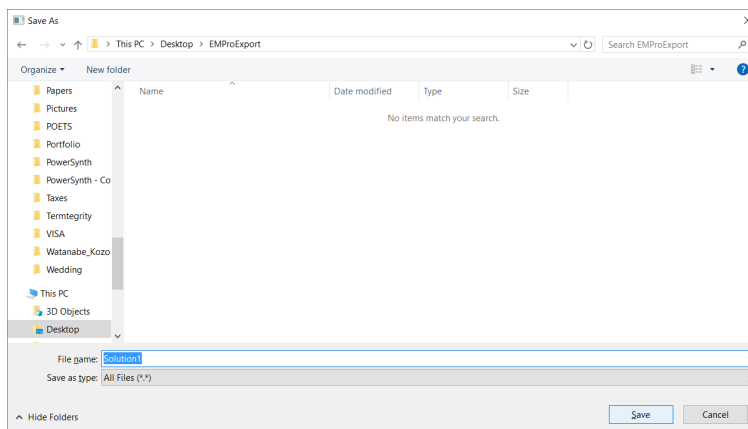 Save As
This PC > Desktop > EMProExport
Search EMProExport
Organize
New folder
?
Name
Date modified
Type
Size
No items match your search.
Papers
Pictures
POETS
Portfolio
PowerSynth
PowerSynth - Co
Taxes
Termtegrity
VISA
Watanabe_Kozo
Wedding
This PC
3D Objects
Desktop
File name: Solution1
Save as type: All Files (*.*)
Hide Folders
Save
Cancel